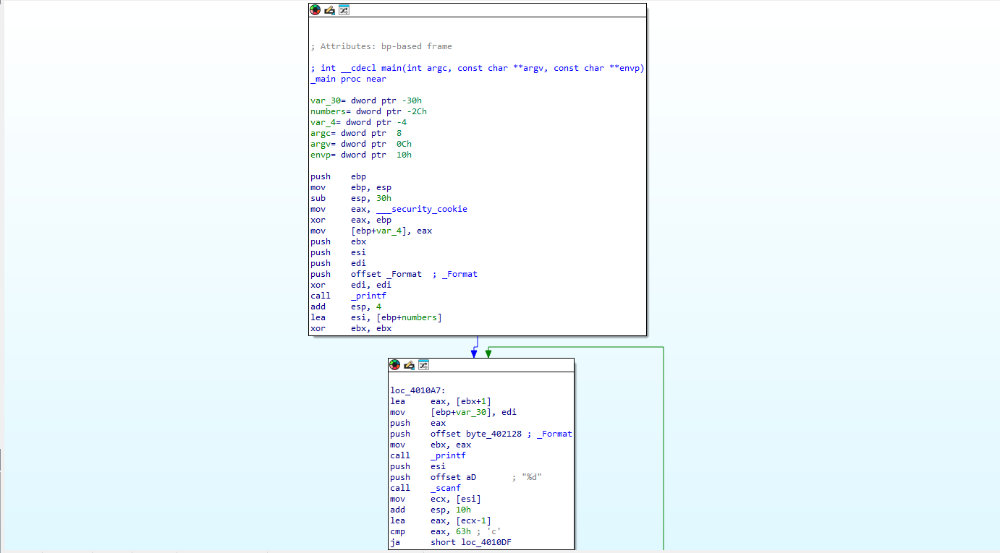 ; Attributes: bp-based frame
; int __cdecl main(int argc, const char **argv, const char **envp)
_main proc near
var_30= dword ptr -30h
numbers= dword ptr -2Ch
var_4= dword ptr -4
argc= dword ptr  8
argv= dword ptr  0Ch
envp= dword ptr  10h
push    ebp
mov     ebp, esp
sub     esp, 30h
mov     eax, ___security_cookie
xor     eax, ebp
mov     [ebp+var_4], eax
push    ebx
push    esi
push    edi
push    offset _Format  ; _Format
xor     edi, edi
call    _printf
add     esp, 4
lea     esi, [ebp+numbers]
xor     ebx, ebx
loc_4010A7:
lea     eax, [ebx+1]
mov     [ebp+var_30], edi
push    eax
push    offset byte_402128 ; _Format
mov     ebx, eax
call    _printf
push    esi
push    offset aD       ; "%d"
call    _scanf
mov     ecx, [esi]
add     esp, 10h
lea     eax, [ecx-1]
cmp     eax, 63h ; 'c'
ja      short loc_4010DF